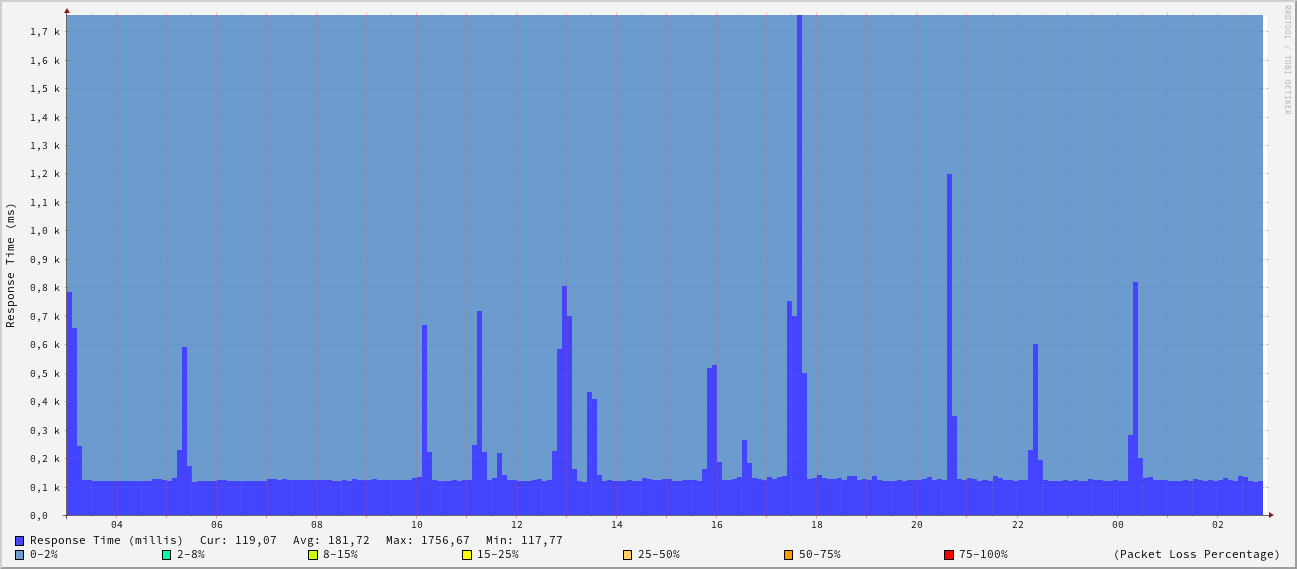 RRDTOOL / TOBI OETIKER
Response Time (ms)
1,7 k
1,6 k
1,5 k
1,4 k
1,3 k
1,2 k
1,1 k
1,0 k
0,9 k
0,8 k
0,7 k
0,6 k
0,5 k
0,4 k
0,3 k
0,2 k
0,1 k
0,0
04 06 08 10 12 14 16 18 20 22 00 02
Response Time (millis) Cur: 119,07 Avg: 181,72 Max: 1756,67 Min: 117,77
0-2% 2-8% 8-15% 15-25% 25-50% 50-75% 75-100% (Packet Loss Percentage)